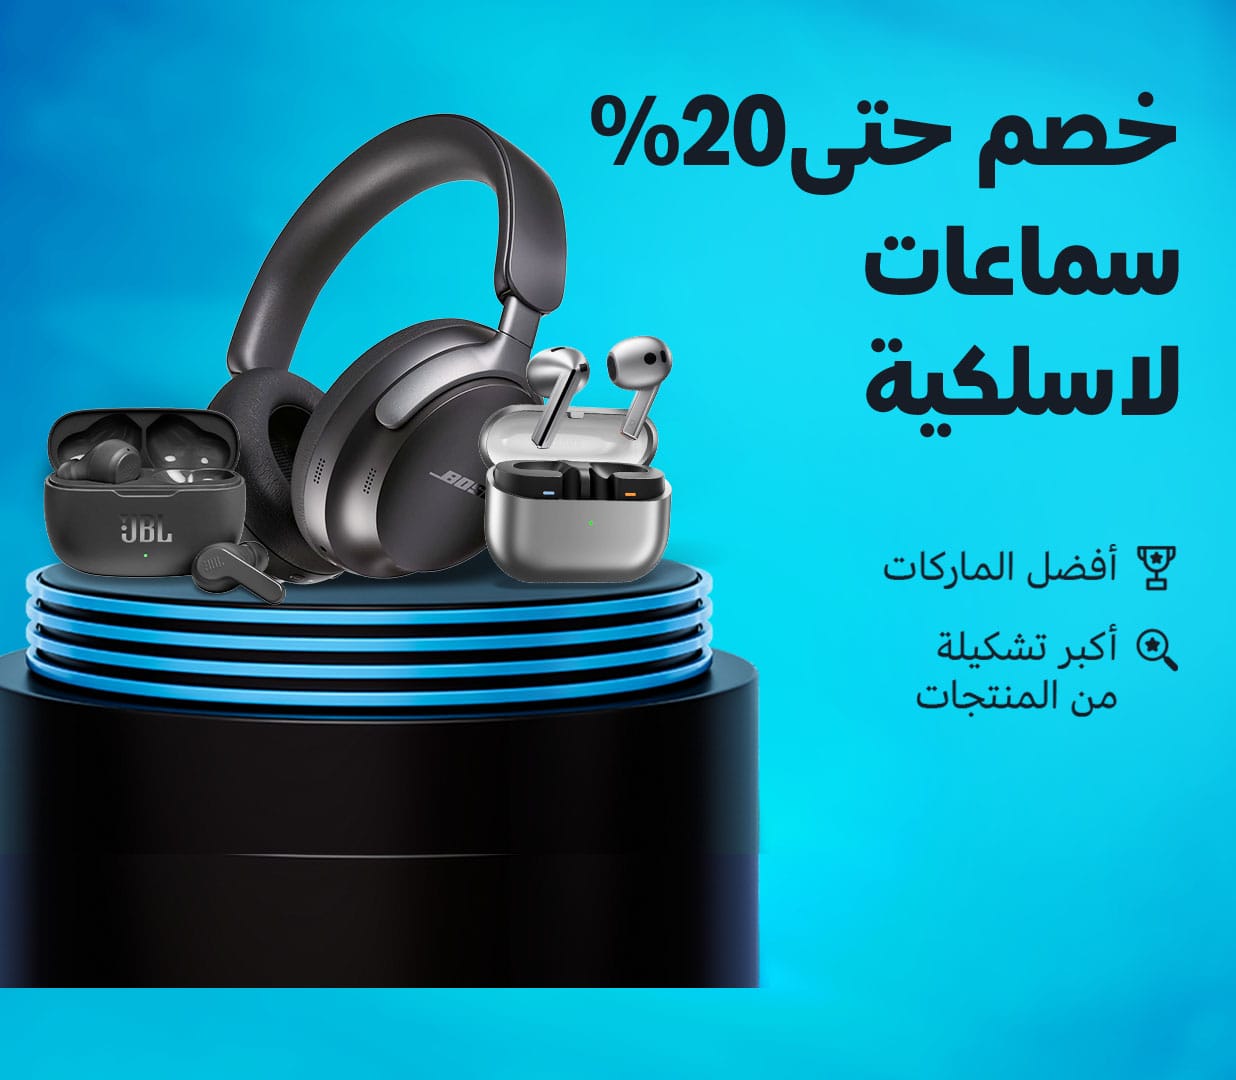 خصم حتى20%
سماعات
لاسلكية
أفضل الماركات
أكبر تشكيلة
من المنتجات
BOSE
JBL